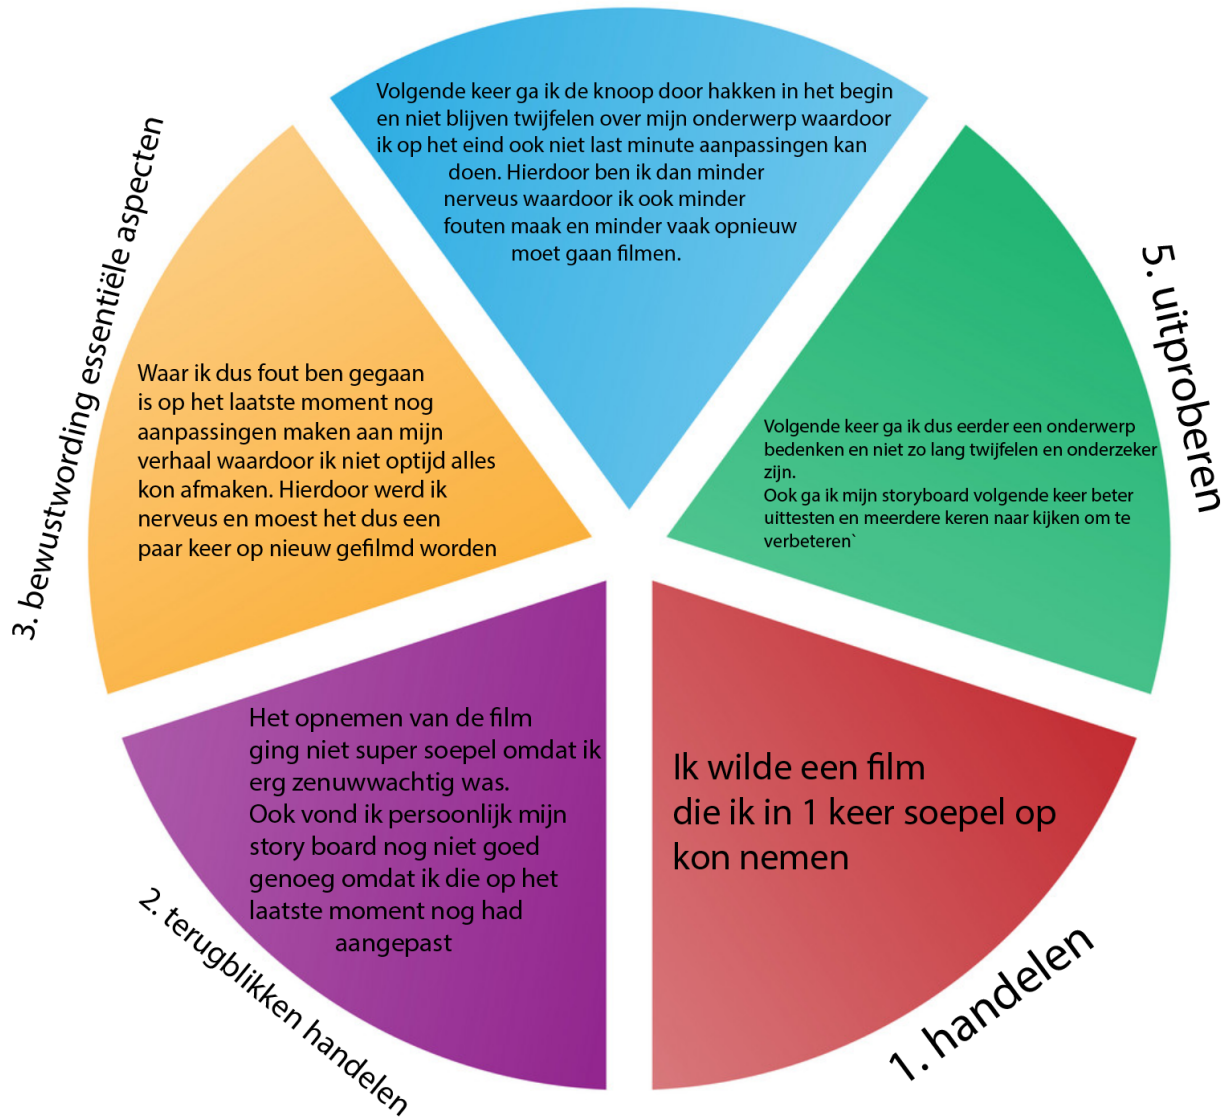 Volgende keer ga ik de knoop door hakken in het begin
en niet blijven twijfelen over mijn onderwerp waardoor
ik op het eind ook niet last minute aanpassingen kan
doen. Hierdoor ben ik dan minder
nerveus waardoor ik ook minder
fouten maak en minder vaak opnieuw
moet gaan filmen.
5. uitproberen
Volgende keer ga ik dus eerder een onderwerp
bedenken en niet zo lang twijfelen en onderzeker
zijn.
Ook ga ik mijn storyboard volgende keer beter
uittesten en meerdere keren naar kijken om te
verbeteren`
3. bewustwording essentiële aspecten
Waar ik dus fout ben gegaan
is op het laatste moment nog
aanpassingen maken aan mijn
verhaal waardoor ik niet optijd alles
kon afmaken. Hierdoor werd ik
nerveus en moest het dus een
paar keer op nieuw gefilmd worden
2. terugblikken handelen
Het opnemen van de film
ging niet super soepel omdat ik
erg zenuwwachtig was.
Ook vond ik persoonlijk mijn
story board nog niet goed
genoeg omdat ik die op het
laatste moment nog had
aangepast
1. handelen
Ik wilde een film
die ik in 1 keer soepel op
kon nemen